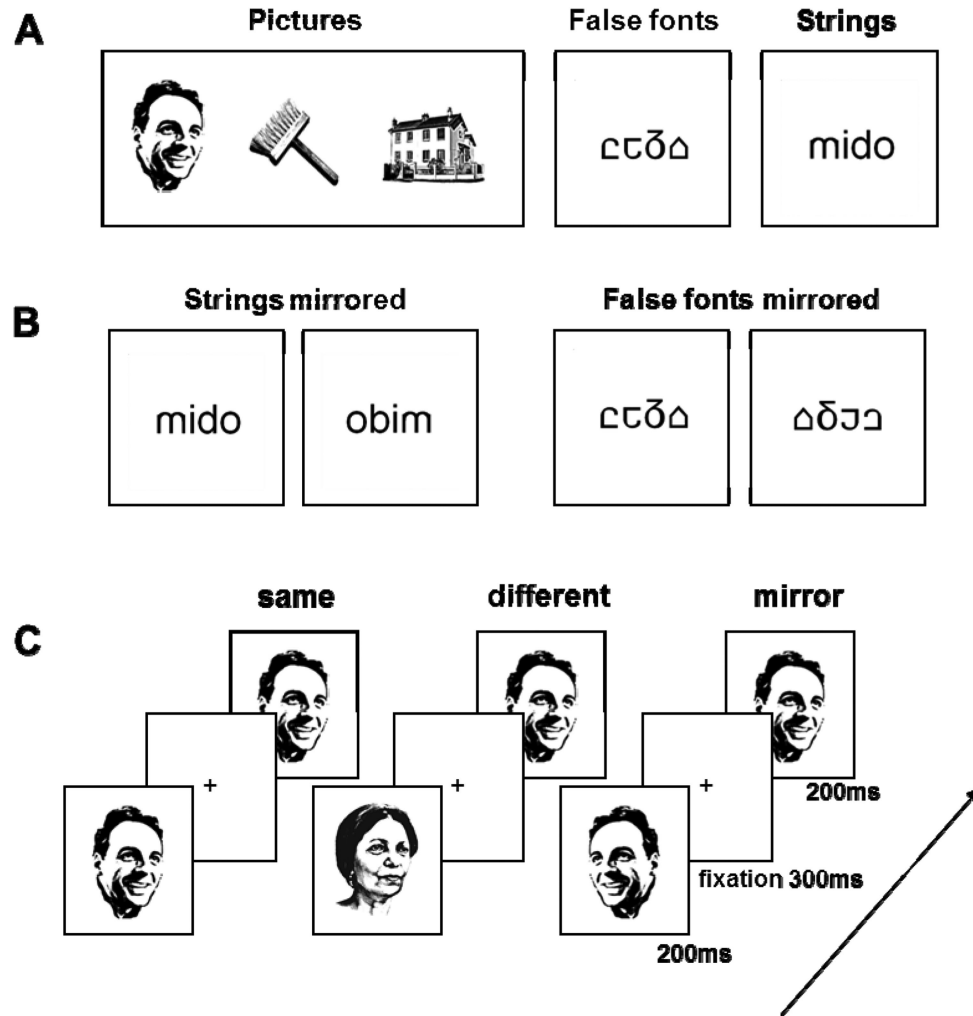 A Pictures False fonts Strings
mido
B Strings mirrored False fonts mirrored
mido obim
same different mirror
C
+ + +
200ms
fixation 300ms
200ms